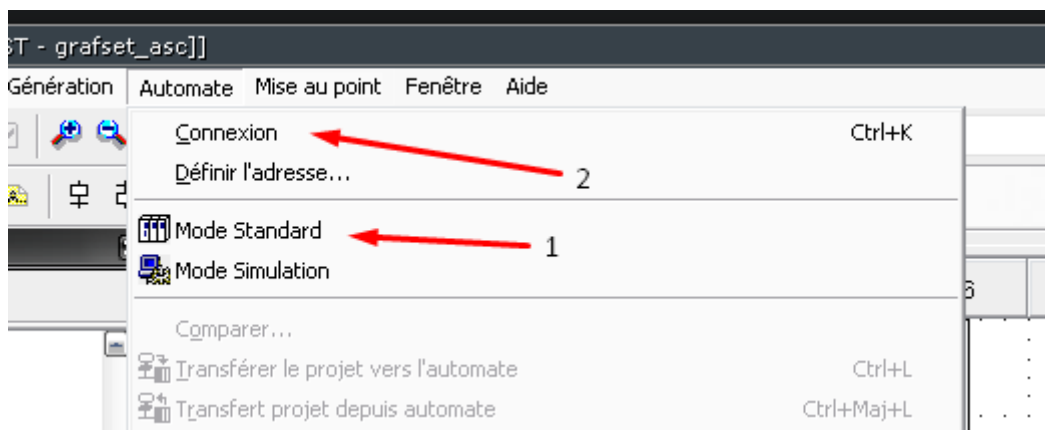 ST - grafset_asc]]
Génération Automate Mise au point Fenêtre Aide
Connexion Ctrl+K
Définir l'adresse...
2
Mode Standard
1
Mode Simulation
6
Comparer...
Transférer le projet vers l'automate Ctrl+L
Transfert projet depuis automate Ctrl+Maj+L